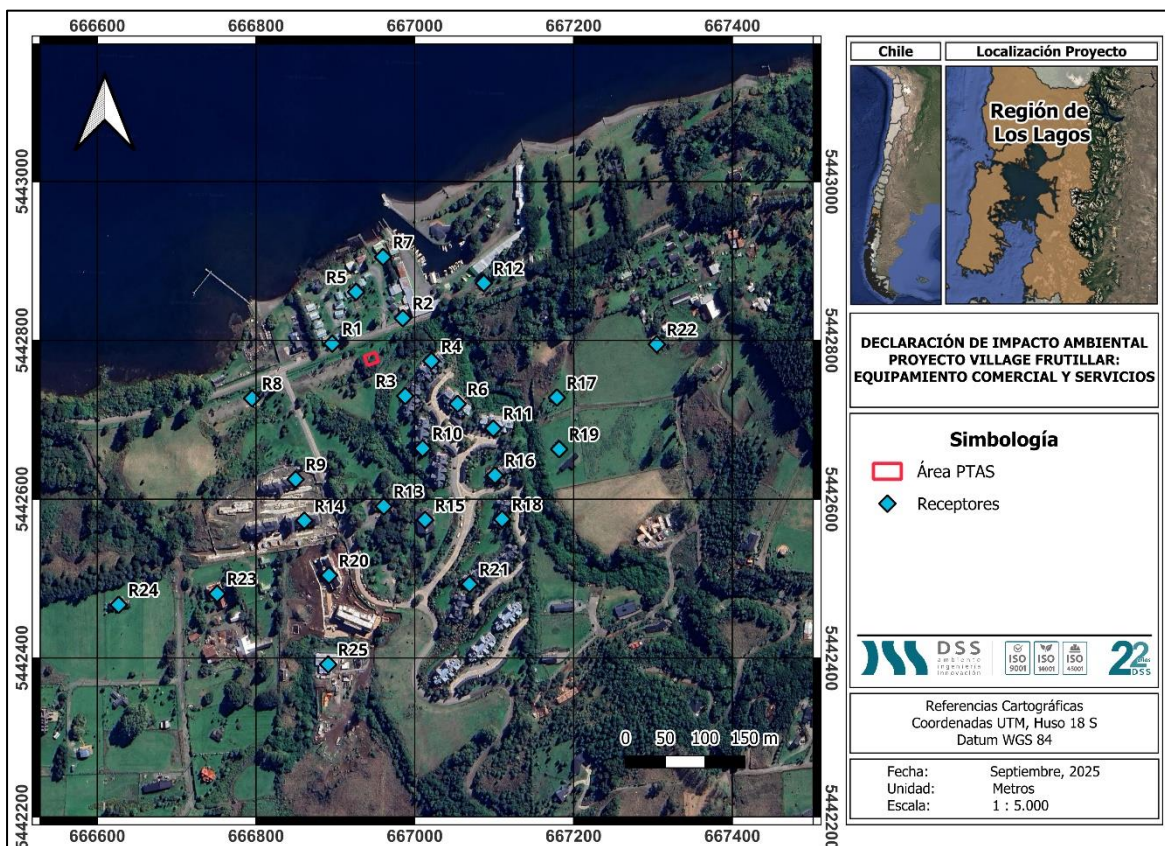 666600
666800
667000
667200
667400
5443000
5442800
5442600
5442400
5442200
5443000
5442800
5442600
5442400
5442200
R7
R5
R12
R2
R1
R22
R4
R3
R8
R17
R6
R11
R10
R19
R16
R9
R13
R14
R15
R18
R20
R21
R23
R24
R25
0 50 100 150 m
666600
666800
667000
667200
667400
Chile
Localización Proyecto
Región de
Los Lagos
DECLARACIÓN DE IMPACTO AMBIENTAL
PROYECTO VILLAGE FRUTILLAR:
EQUIPAMIENTO COMERCIAL Y SERVICIOS
Simbología
Área PTAS
Receptores
DSS
ambiente
ingeniería
innovación
ISO
9001
ISO
14001
ISO
45001
22
años
DSS
Referencias Cartográficas
Coordenadas UTM, Huso 18 S
Datum WGS 84
Fecha: Septiembre, 2025
Unidad: Metros
Escala: 1 : 5.000